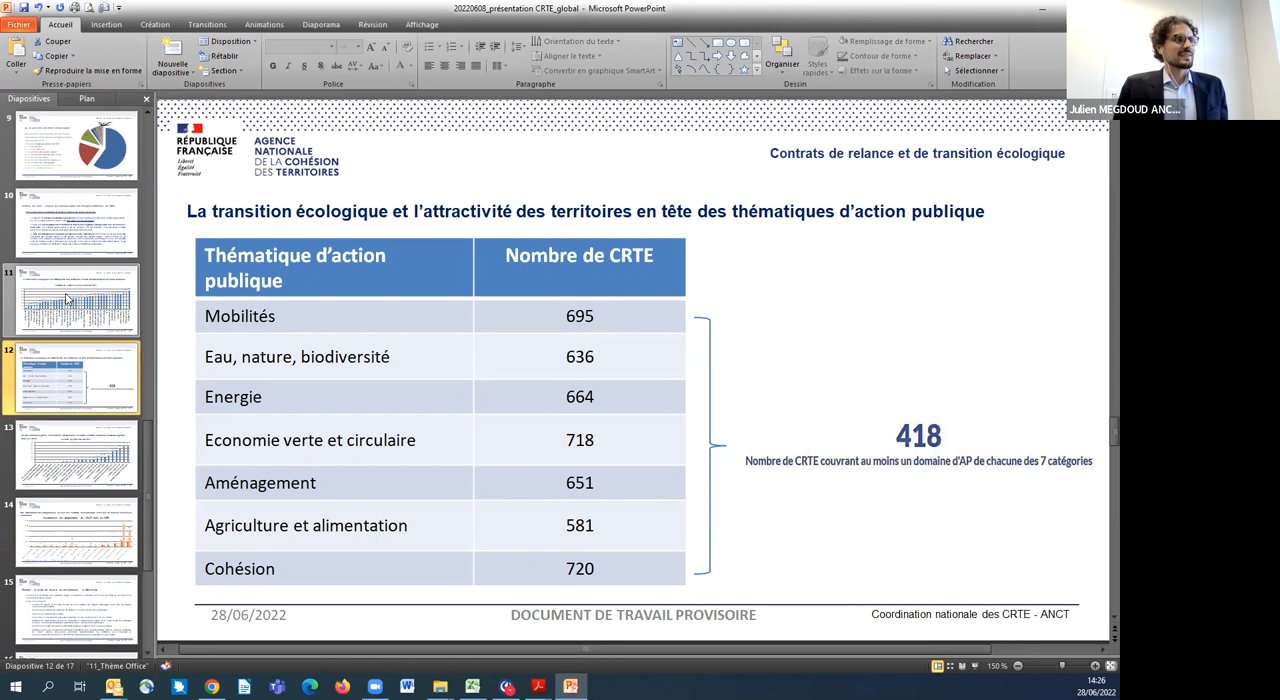 20220608_présentation CRTE_global - Microsoft PowerPoint
Fichier
Accueil
Insertion
Création
Transitions
Animations
Diaporama
Révision
Affichage
Coller
Couper
Copier
Reproduire la mise en forme
Presse-papiers
Nouvelle
diapositive
Disposition
Rétablir
Section
Diapositives
Police
Orientation du texte
Aligner le texte
Convertir en graphique SmartArt
Paragraphe
Organiser
Styles
rapides
Remplissage de forme
Contour de forme
Effets sur la forme
Dessin
Rechercher
Remplacer
Sélectionner
Modification
Julien MEGDOUD ANC...
Diapositives
Plan
9
10
11
12
13
14
15
RÉPUBLIQUE
FRANÇAISE
Liberté
Égalité
Fraternité
AGENCE
NATIONALE
DE LA COHÉSION
DES TERRITOIRES
Contrats de relance et de transition écologique
La transition écologique et l'attractivité des territoires en tête des thématiques d'action publique
Thématique d'action
publique
Nombre de CRTE
Mobilités 695
Eau, nature, biodiversité 636
Energie 664
Economie verte et circulaire 718
Aménagement 651
Agriculture et alimentation 581
Cohésion 720
418
Nombre de CRTE couvrant au moins un domaine d'AP de chacune des 7 catégories
28/06/2022
DOCUMENT DE TRAVAIL PROVISOIRE
Coordination nationale des CRTE - ANCT
Diapositive 12 de 17
"11_Thème Office"
150 %
14:26
28/06/2022